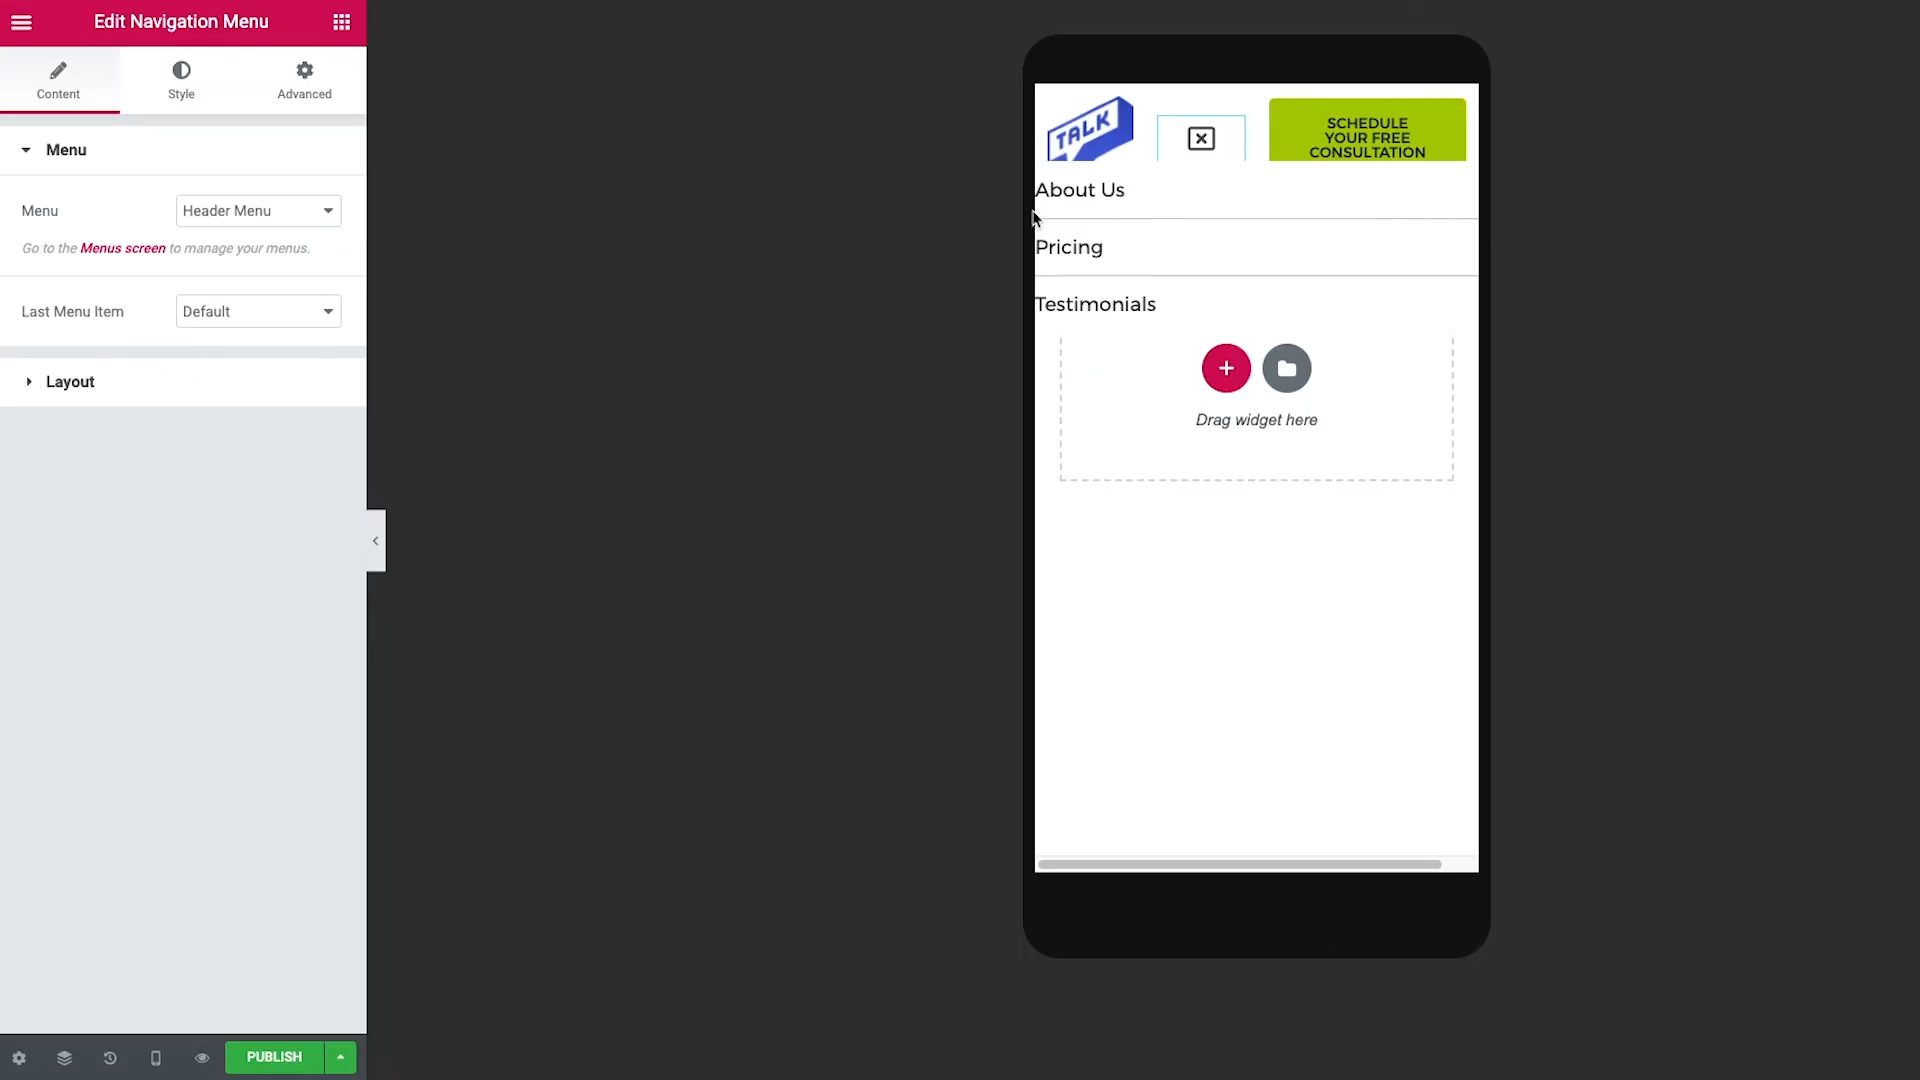 Edit Navigation Menu
Content
Style
Advanced
Menu
Menu
Header Menu
Go to the Menus screen to manage your menus.
Last Menu Item
Default
Layout
PUBLISH
TALK
SCHEDULE
YOUR FREE
CONSULTATION
About Us
Pricing
Testimonials
Drag widget here